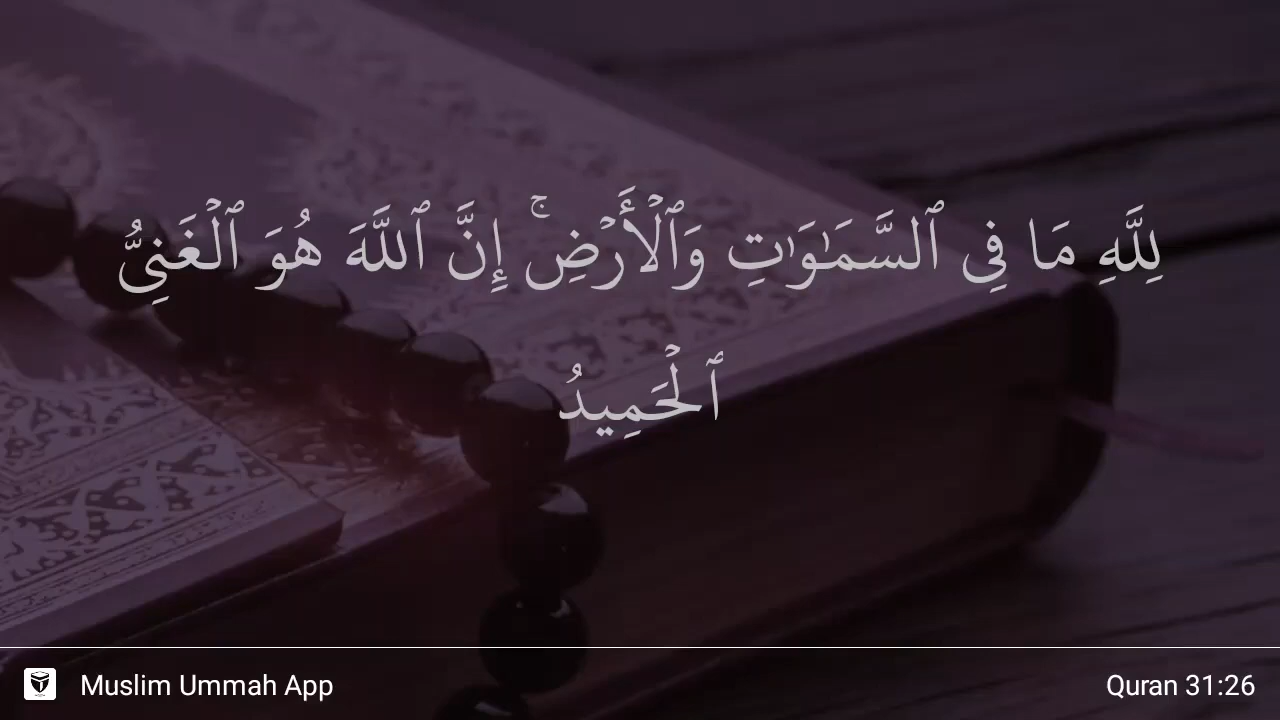 لِلَّهِ مَا فِى ٱلسَّمَـٰوَٰتِ وَٱلْأَرْضِ ۚ إِنَّ ٱللَّهَ هُوَ ٱلْغَنِىُّ
ٱلْحَمِيدُ
Muslim Ummah App
Quran 31:26